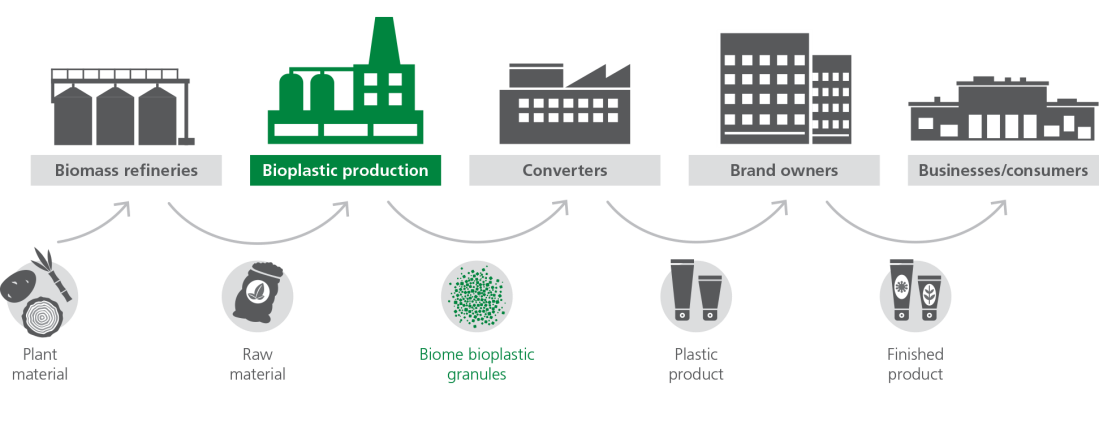 Biomass refineries
Bioplastic production
Converters
Brand owners
Businesses/consumers
Plant
material
Raw
material
Biome bioplastic
granules
Plastic
product
Finished
product